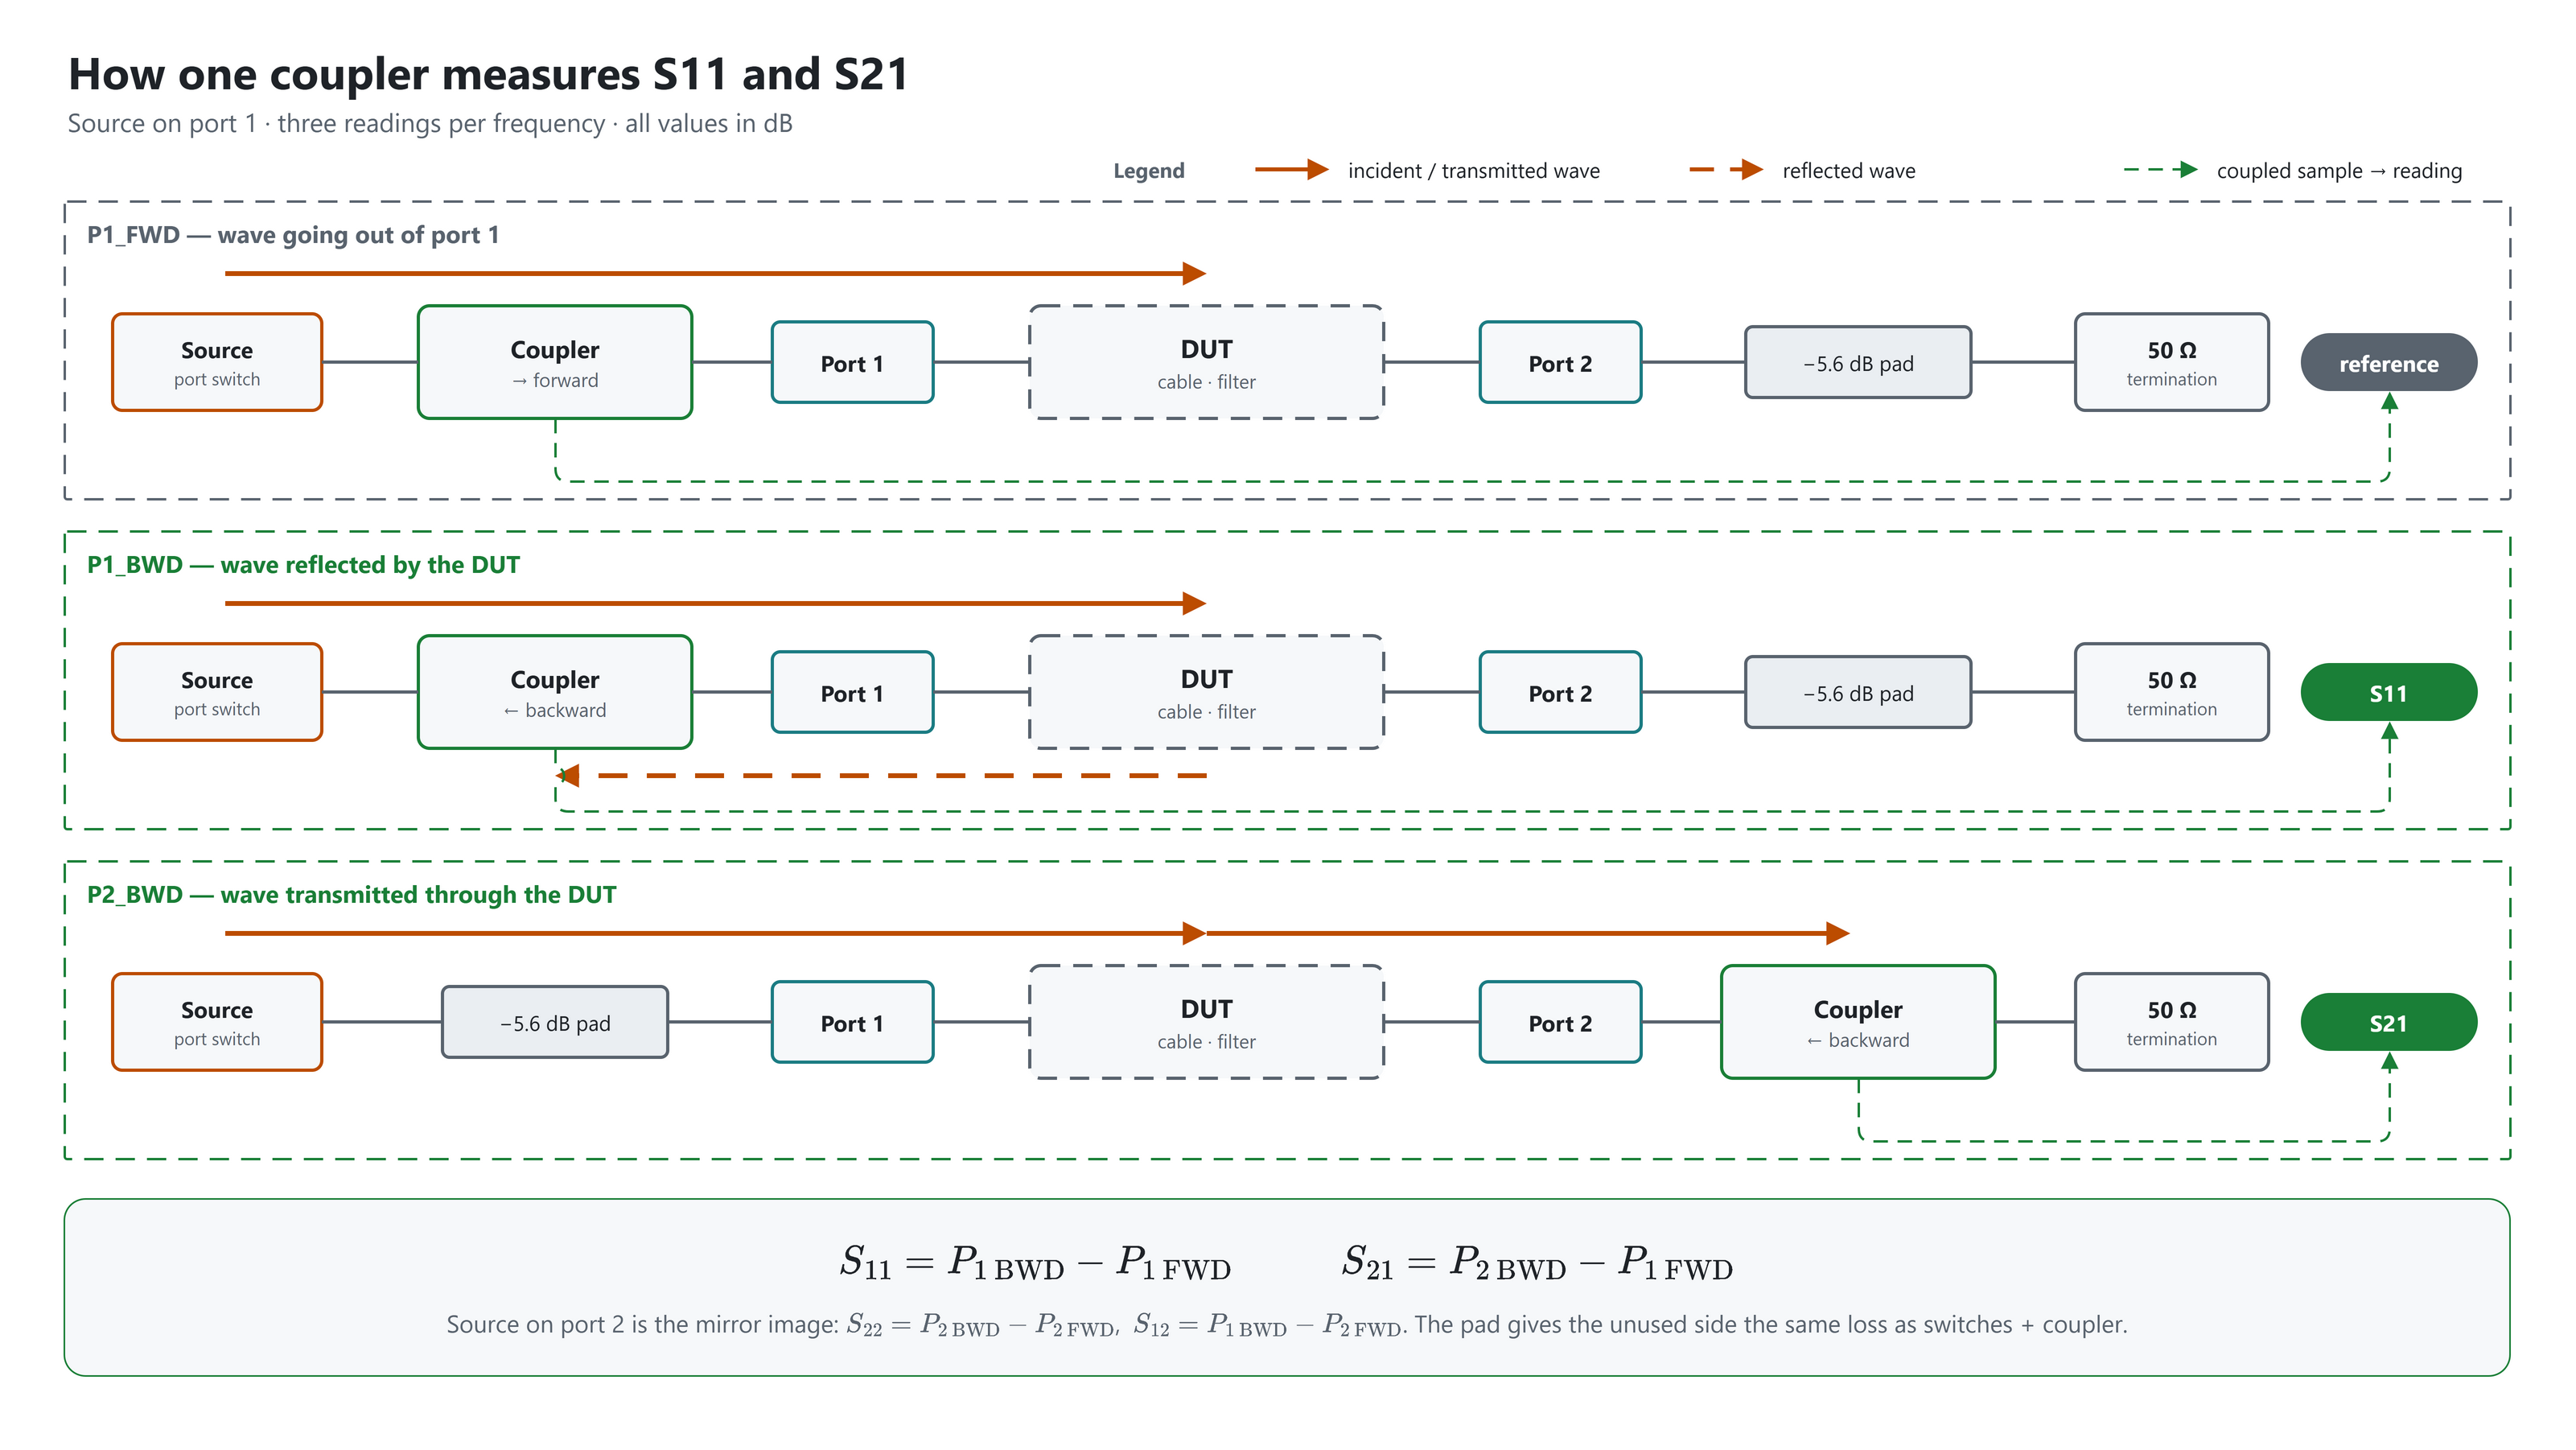 How one coupler measures S11 and S21
Source on port 1 · three readings per frequency · all values in dB
Legend incident / transmitted wave reflected wave coupled sample → reading
P1_FWD — wave going out of port 1
Source
port switch
Coupler
→ forward
Port 1
DUT
cable · filter
Port 2
−5.6 dB pad
50 Ω
termination
reference
P1_BWD — wave reflected by the DUT
Source
port switch
Coupler
← backward
Port 1
DUT
cable · filter
Port 2
−5.6 dB pad
50 Ω
termination
S11
P2_BWD — wave transmitted through the DUT
Source
port switch
−5.6 dB pad
Port 1
DUT
cable · filter
Port 2
Coupler
← backward
50 Ω
termination
S21
S₁₁ = P₁ BWD − P₁ FWD S₂₁ = P₂ BWD − P₁ FWD
Source on port 2 is the mirror image: S₂₂ = P₂ BWD − P₂ FWD, S₁₂ = P₁ BWD − P₂ FWD. The pad gives the unused side the same loss as switches + coupler.